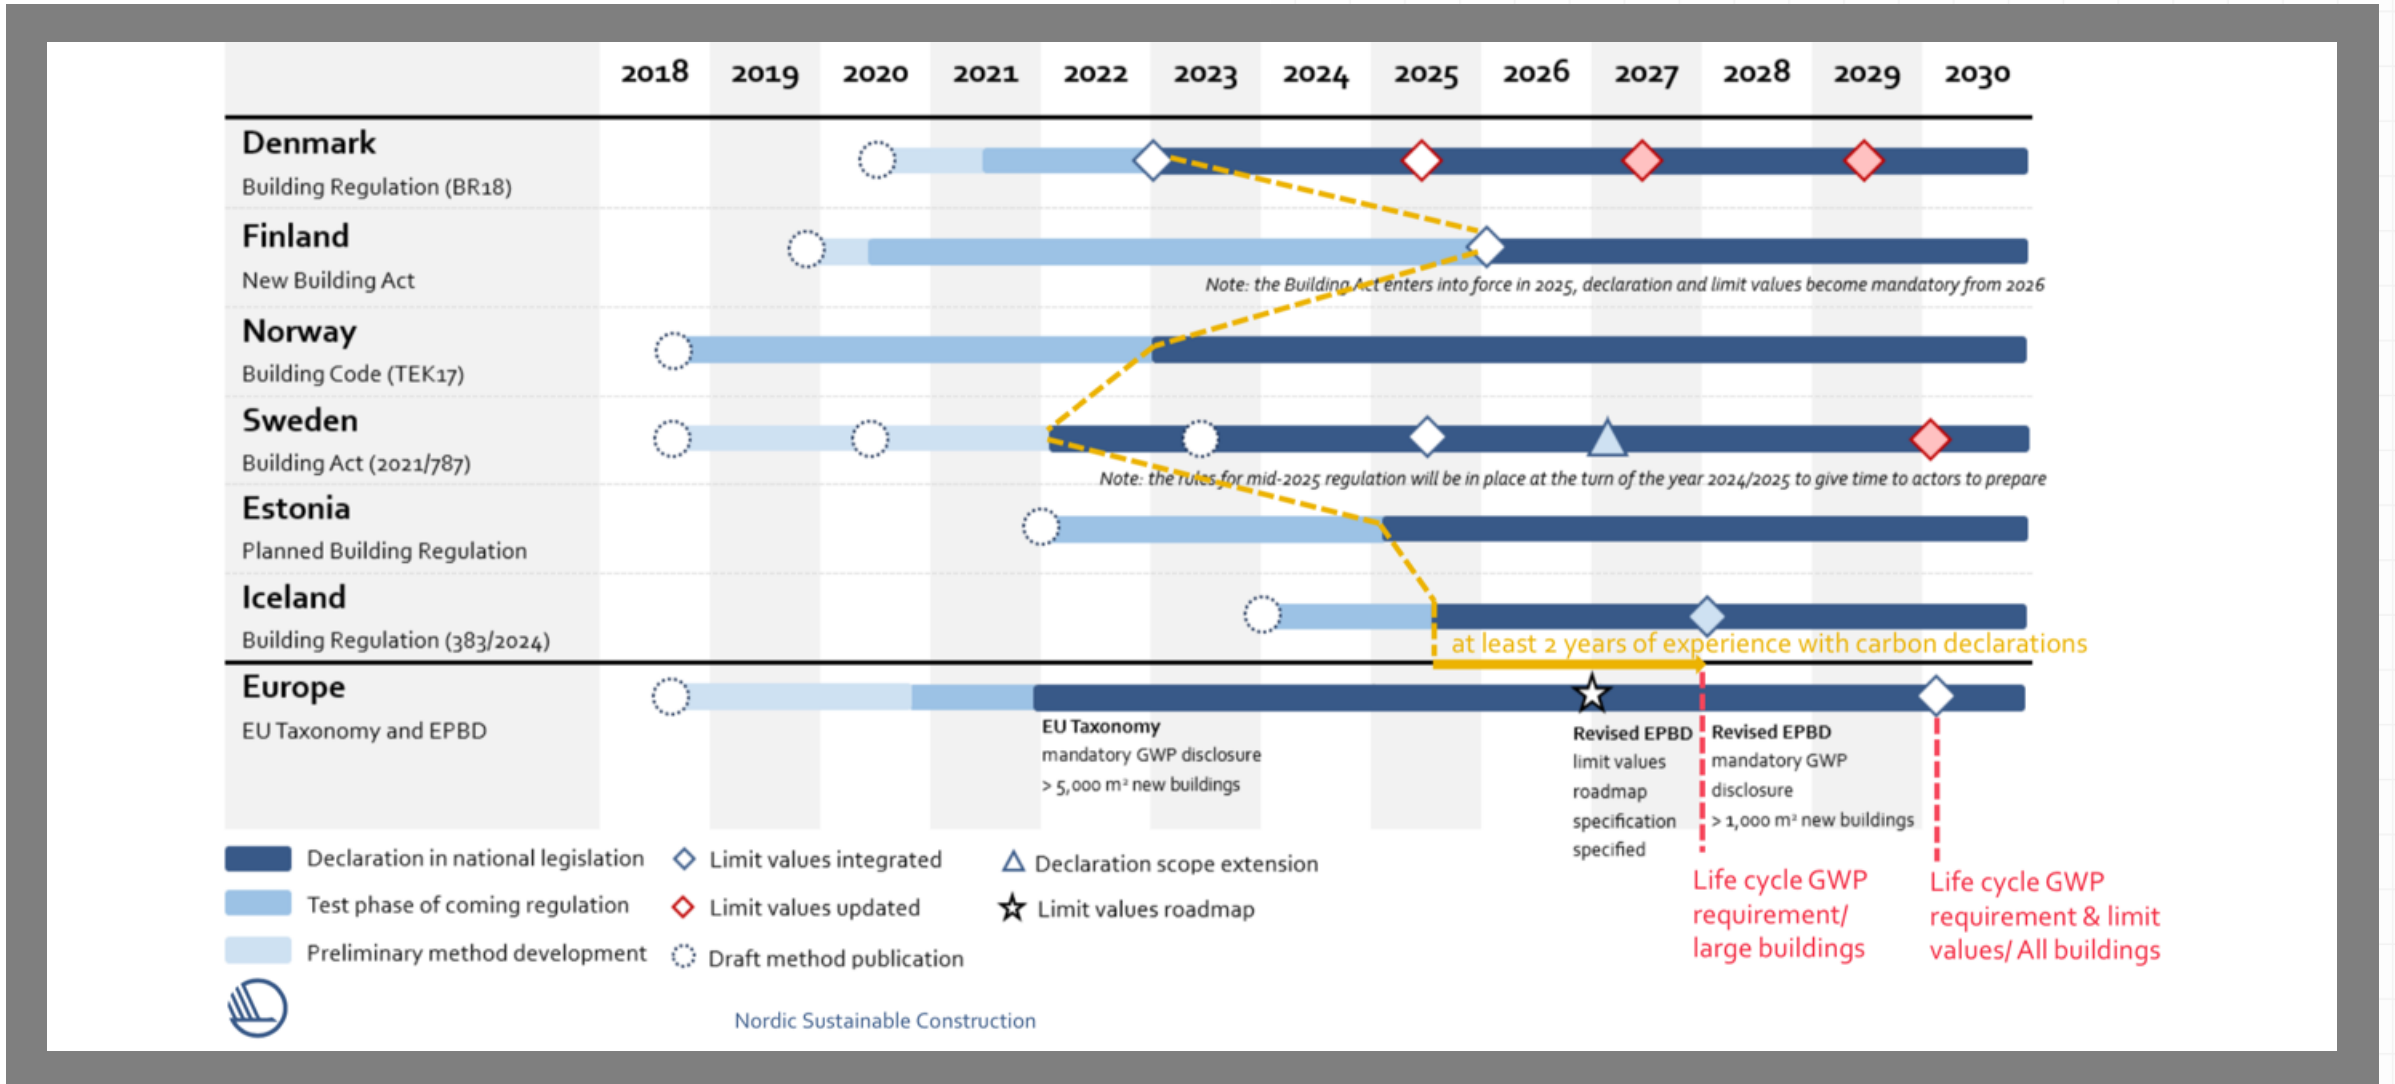 2018 2019 2020 2021 2022 2023 2024 2025 2026 2027 2028 2029 2030
Denmark
Building Regulation (BR18)
Finland
New Building Act
Note: the Building Act enters into force in 2025, declaration and limit values become mandatory from 2026
Norway
Building Code (TEK17)
Sweden
Building Act (2021/787)
Note: the rules for mid-2025 regulation will be in place at the turn of the year 2024/2025 to give time to actors to prepare
Estonia
Planned Building Regulation
Iceland
Building Regulation (383/2024)
at least 2 years of experience with carbon declarations
Europe
EU Taxonomy and EPBD
EU Taxonomy
mandatory GWP disclosure
> 5,000 m² new buildings
Revised EPBD
limit values
roadmap
specification
specified
Revised EPBD
mandatory GWP
disclosure
> 1,000 m² new buildings
Life cycle GWP
requirement/
large buildings
Life cycle GWP
requirement & limit
values/ All buildings
Declaration in national legislation
Test phase of coming regulation
Preliminary method development
Limit values integrated
Limit values updated
Draft method publication
Declaration scope extension
Limit values roadmap
Nordic Sustainable Construction